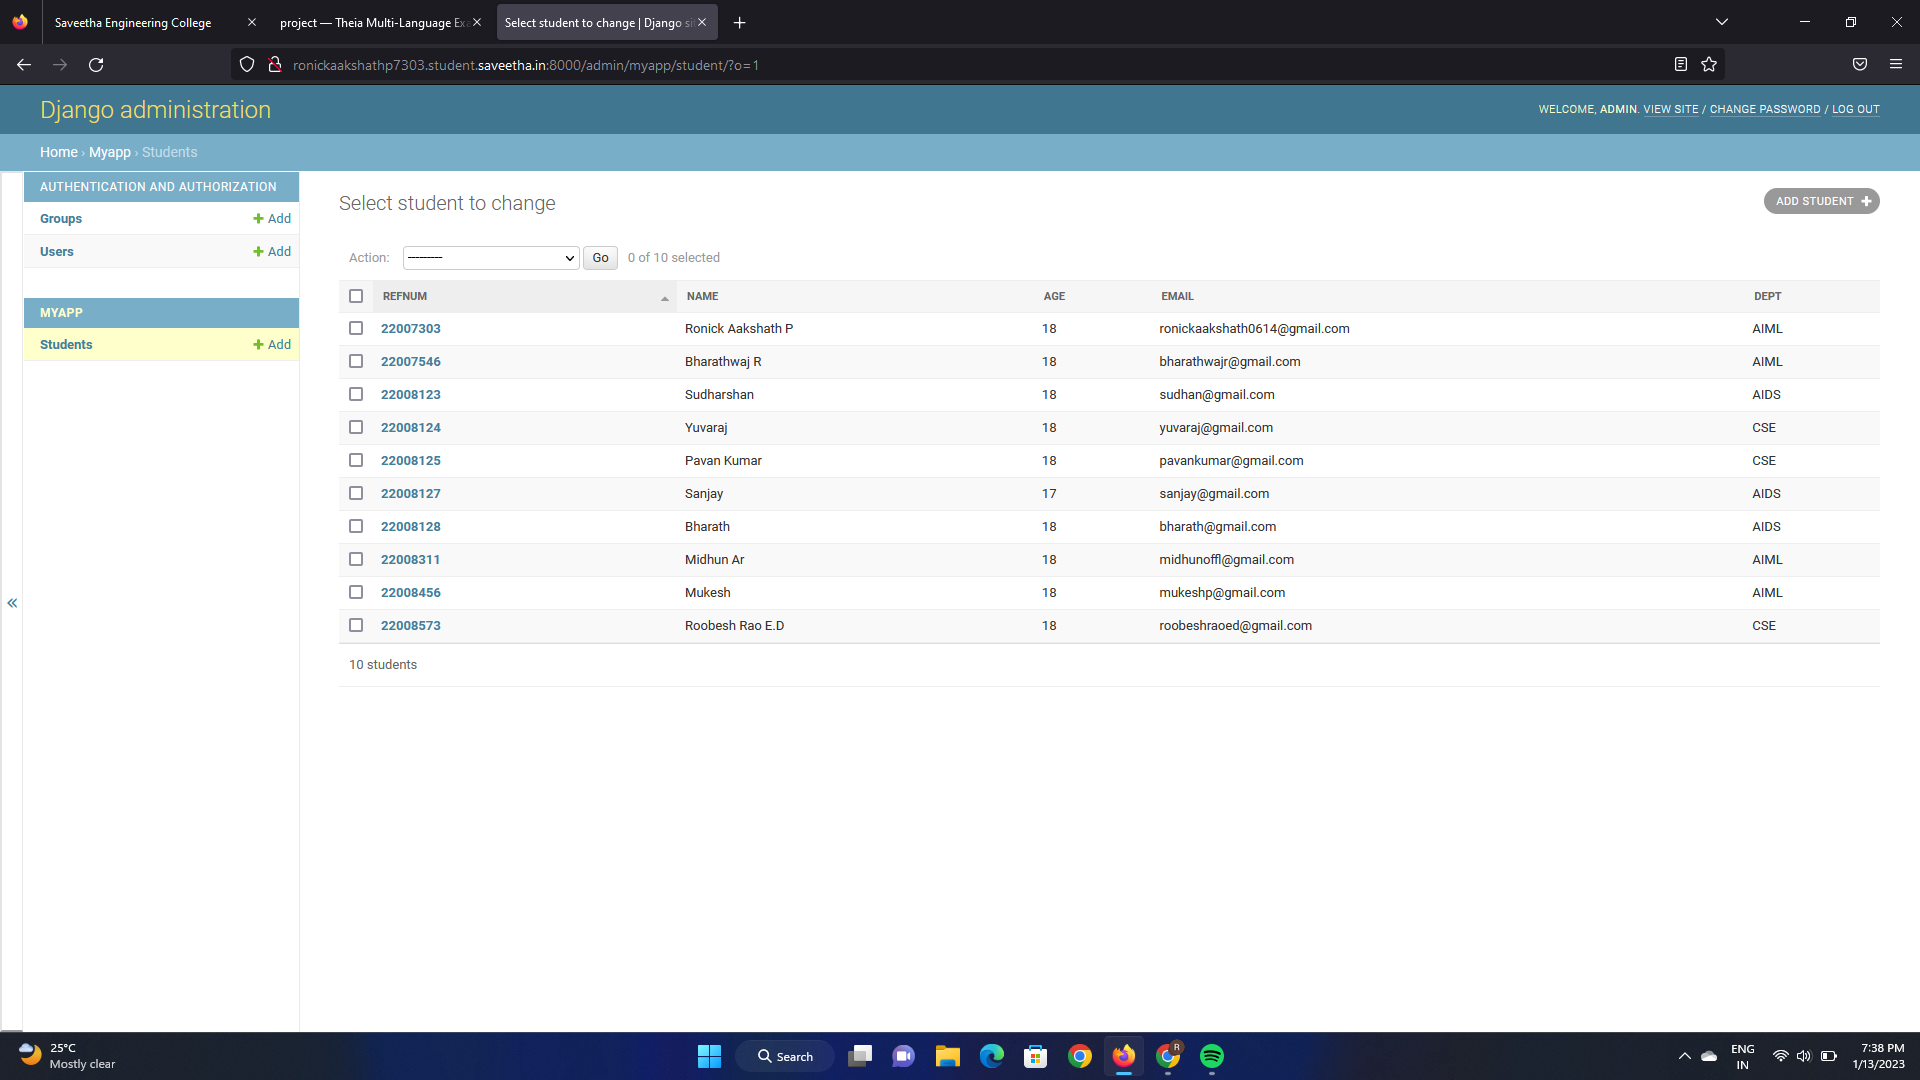 Saveetha Engineering College
project — Theia Multi-Language Exa
Select student to change | Django si
ronickaakshathp7303.student.saveetha.in:8000/admin/myapp/student/?o=1
Django administration
WELCOME, ADMIN. VIEW SITE / CHANGE PASSWORD / LOG OUT
Home › Myapp › Students
AUTHENTICATION AND AUTHORIZATION
Groups + Add
Users + Add
MYAPP
Students + Add
«
Select student to change
ADD STUDENT +
Action: --------- Go 0 of 10 selected
REFNUM NAME AGE EMAIL DEPT
22007303 Ronick Aakshath P 18 ronickaakshath0614@gmail.com AIML
22007546 Bharathwaj R 18 bharathwajr@gmail.com AIML
22008123 Sudharshan 18 sudhan@gmail.com AIDS
22008124 Yuvaraj 18 yuvaraj@gmail.com CSE
22008125 Pavan Kumar 18 pavankumar@gmail.com CSE
22008127 Sanjay 17 sanjay@gmail.com AIDS
22008128 Bharath 18 bharath@gmail.com AIDS
22008311 Midhun Ar 18 midhunoffl@gmail.com AIML
22008456 Mukesh 18 mukeshp@gmail.com AIML
22008573 Roobesh Rao E.D 18 roobeshraoed@gmail.com CSE
10 students
25°C
Mostly clear
Search
R
ENG
IN
7:38 PM
1/13/2023